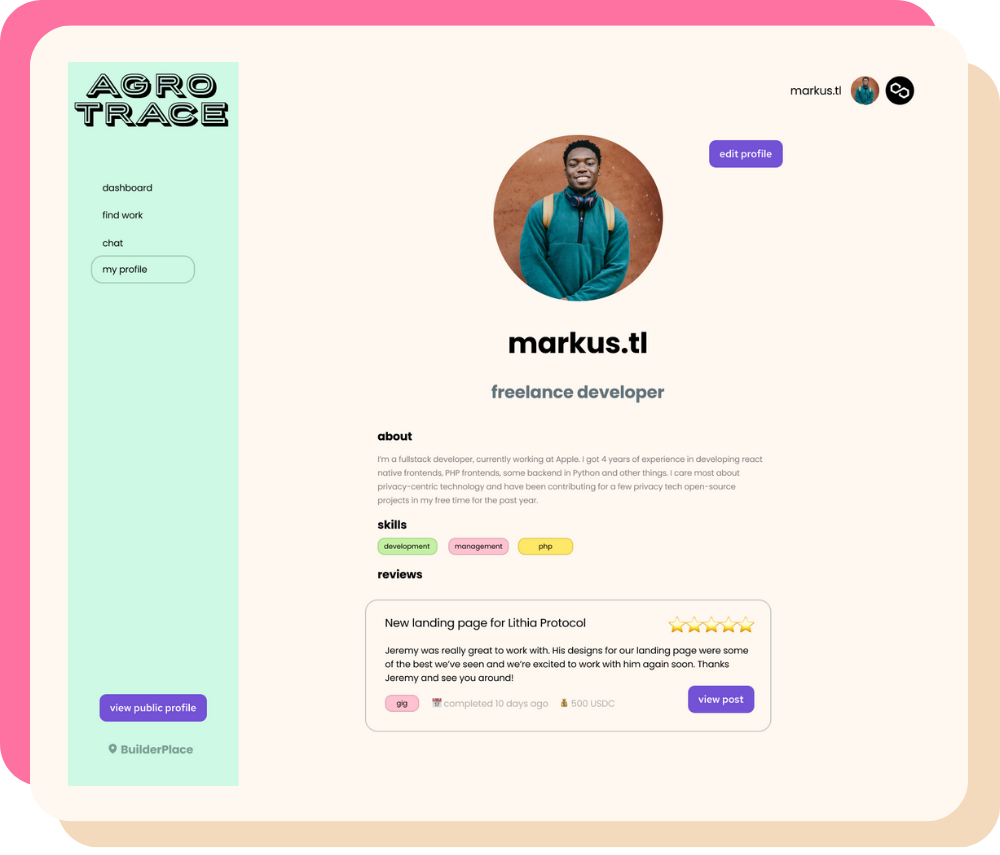 AGRO
TRACE
dashboard
find work
chat
my profile
view public profile
BuilderPlace
markus.tl
edit profile
markus.tl
freelance developer
about
I'm a fullstack developer, currently working at Apple. I got 4 years of experience in developing react
native frontends, PHP frontends, some backend in Python and other things. I care most about
privacy-centric technology and have been contributing for a few privacy tech open-source
projects in my free time for the past year.
skills
development management php
reviews
New landing page for Lithia Protocol
Jeremy was really great to work with. His designs for our landing page were some
of the best we've seen and we're excited to work with him again soon. Thanks
Jeremy and see you around!
gig completed 10 days ago 500 USDC
view post